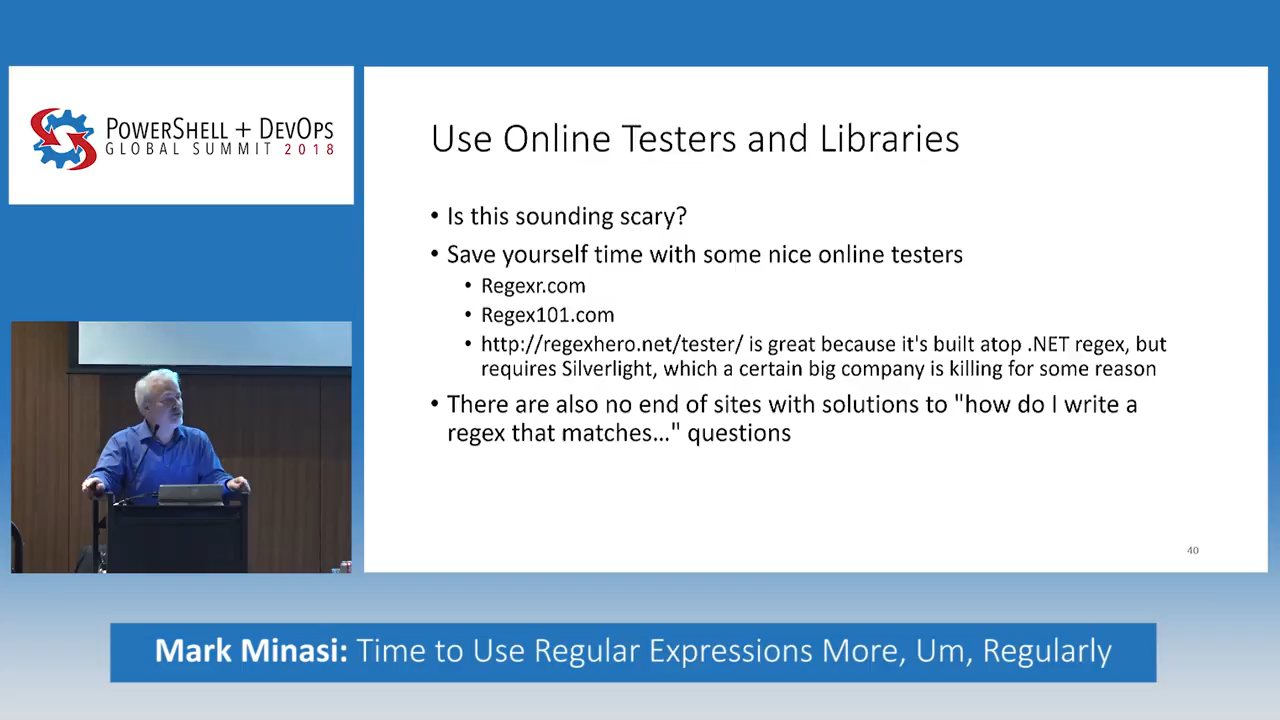 POWERSHELL + DEVOPS
GLOBAL SUMMIT 2018
Use Online Testers and Libraries
• Is this sounding scary?
• Save yourself time with some nice online testers
• Regexr.com
• Regex101.com
• http://regexhero.net/tester/ is great because it's built atop .NET regex, but
requires Silverlight, which a certain big company is killing for some reason
• There are also no end of sites with solutions to "how do I write a
regex that matches…" questions
40
Mark Minasi: Time to Use Regular Expressions More, Um, Regularly